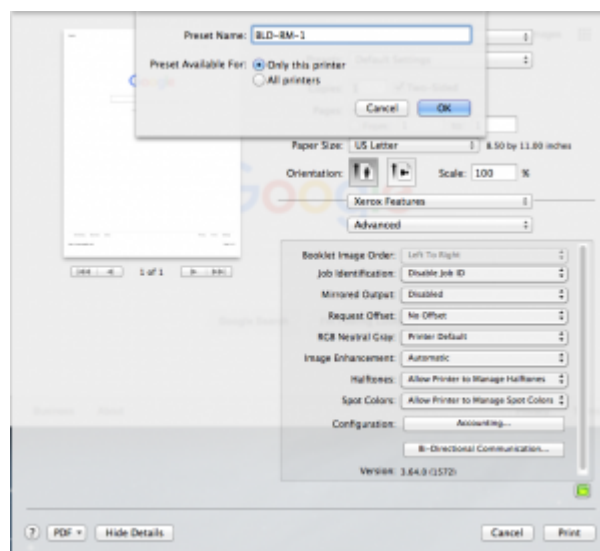 Preset Name: BLD-RM-1
Preset Available For: Only this printer
All printers
Cancel OK
Paper Size: US Letter 8.50 by 11.00 inches
Orientation: Scale: 100 %
Xerox Features
Advanced
Booklet Image Order: Left To Right
Job Identification: Disable Job ID
Mirrored Output: Disabled
Request Offset: No Offset
RGB Neutral Gray: Printer Default
Image Enhancement: Automatic
Halftones: Allow Printer to Manage Halftones
Spot Colors: Allow Printer to Manage Spot Colors
Configuration: Accounting...
Bi-Directional Communication...
Version: 3.64.0 (1572)
1 of 1
Google
? PDF Hide Details Cancel Print